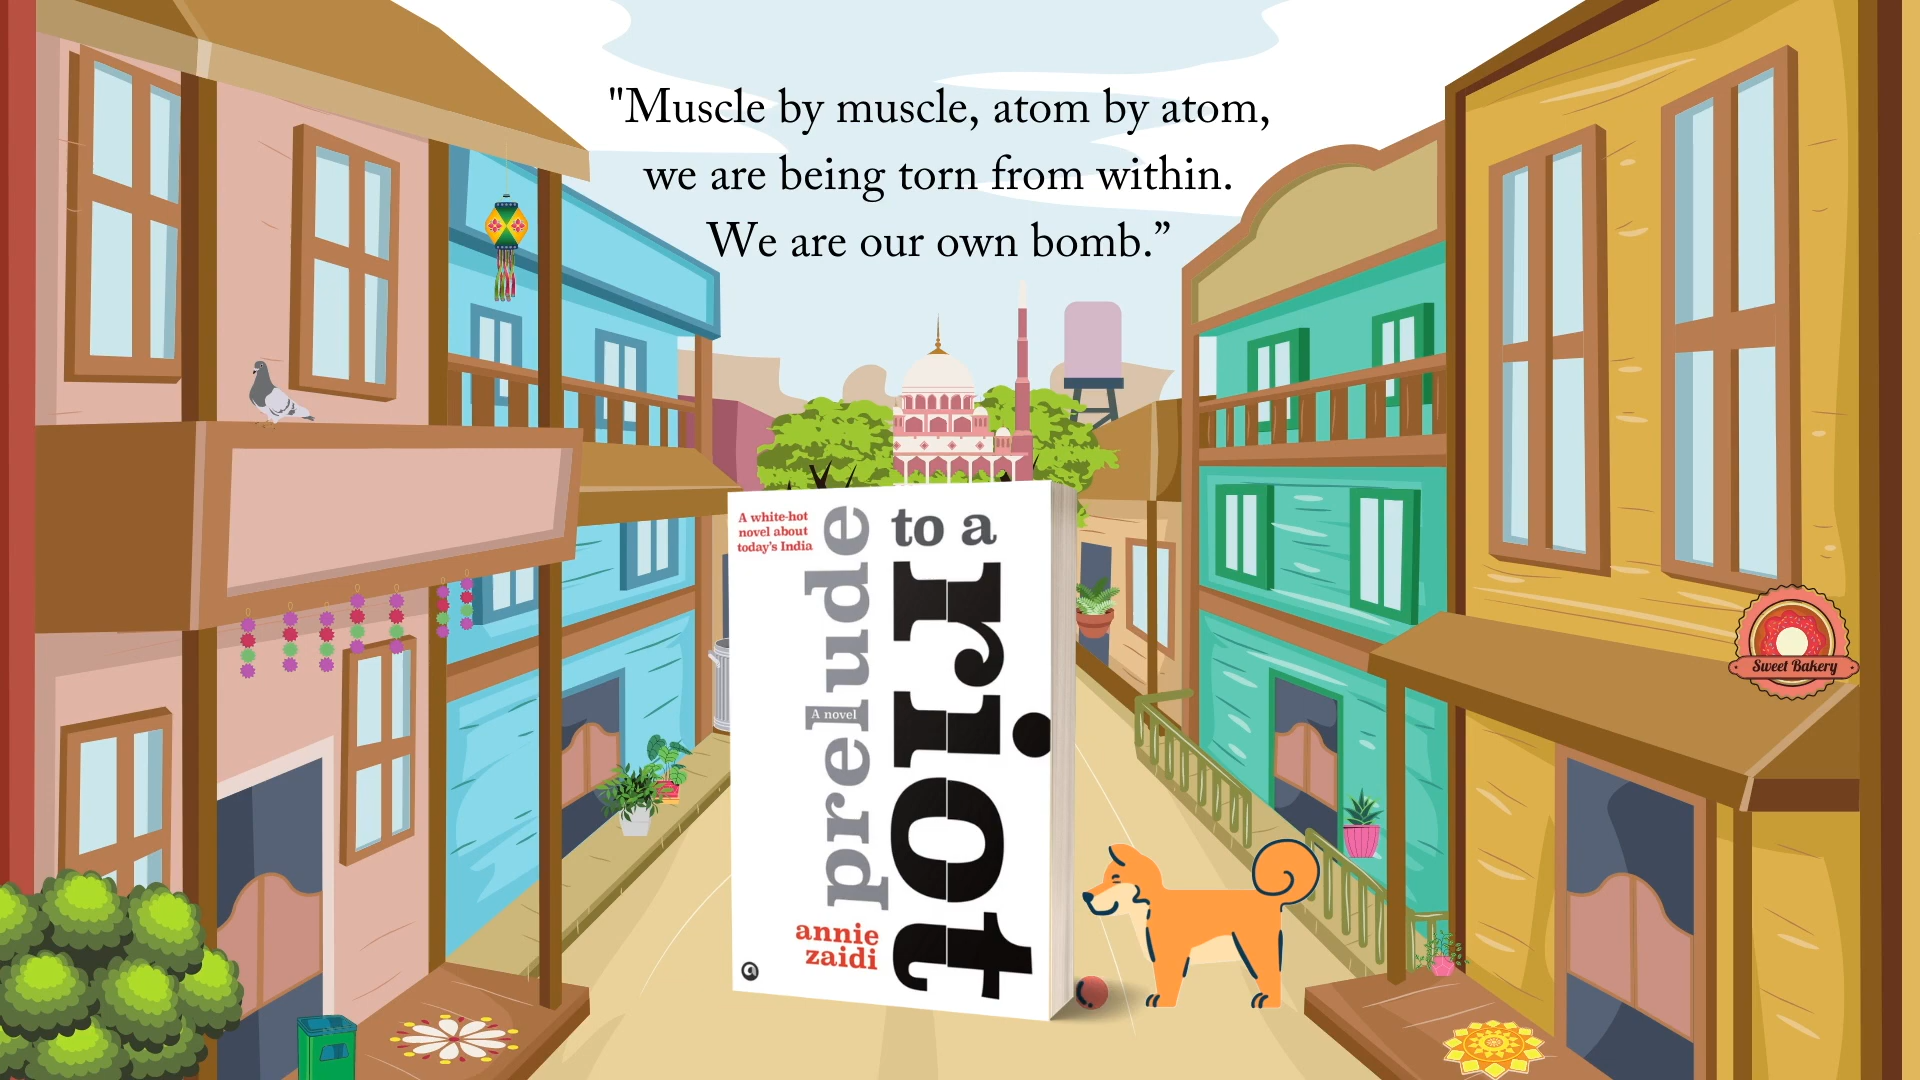 "Muscle by muscle, atom by atom,
we are being torn from within.
We are our own bomb.”
A white-hot
novel about
today's India
prelude
to a
riot
A novel
annie
zaidi
Sweet Bakery